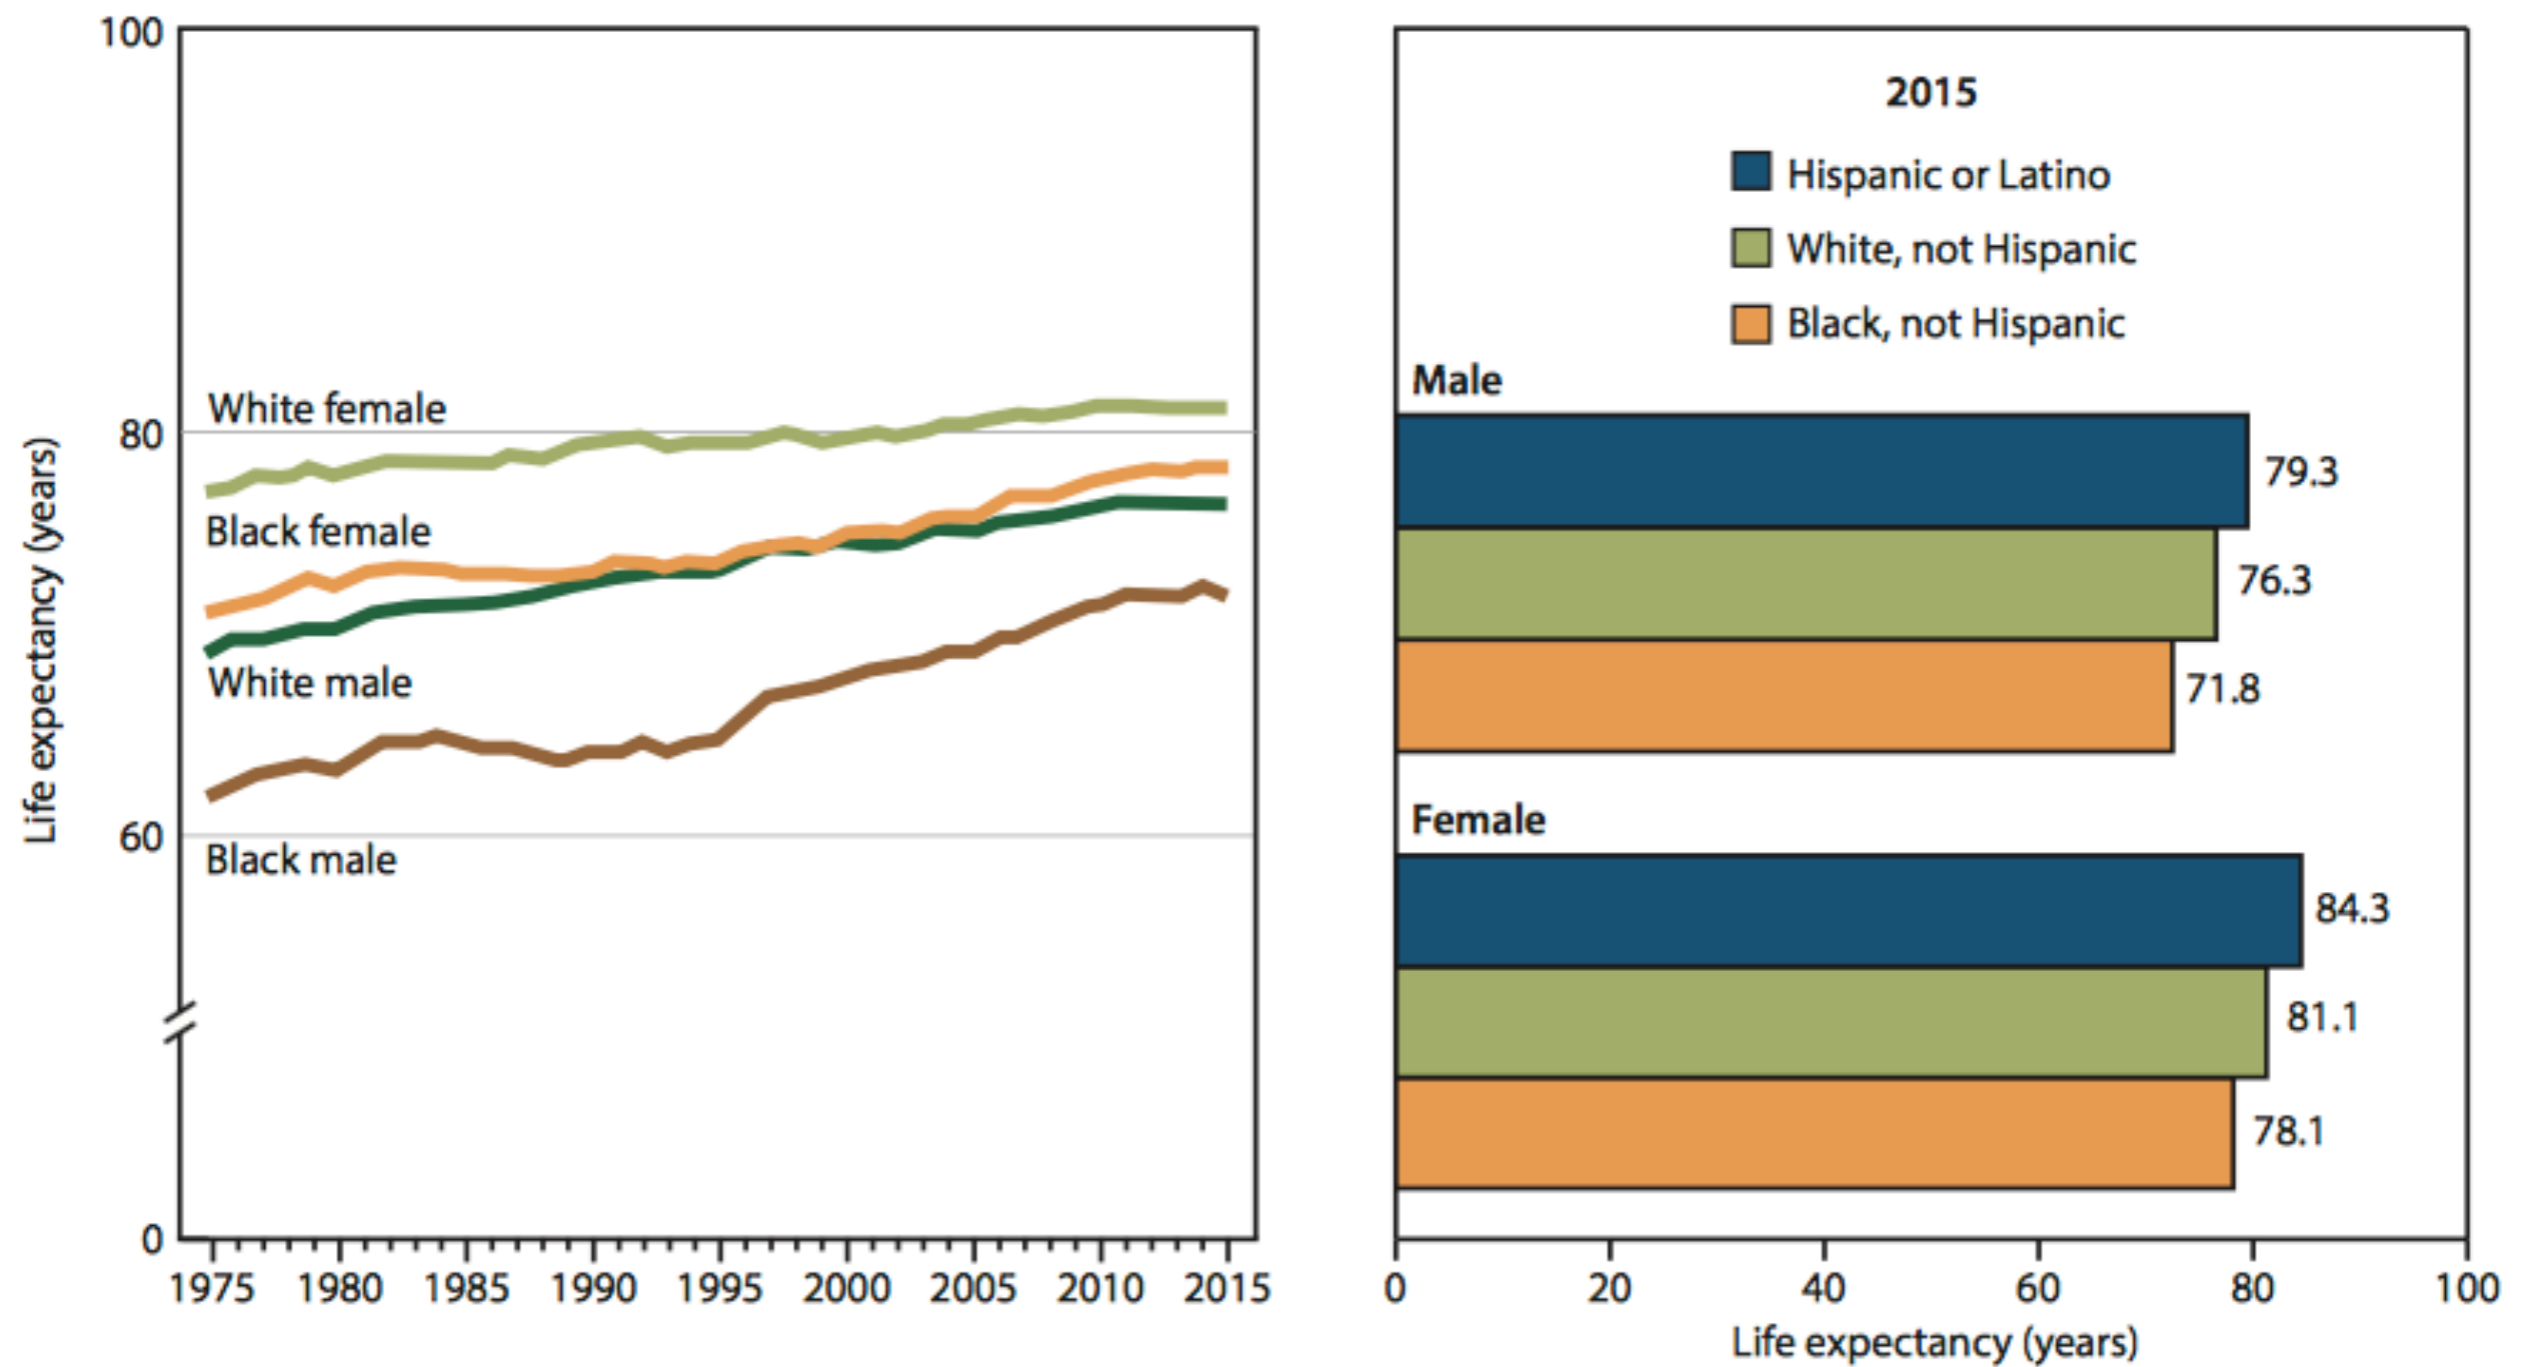 100
80
60
0
Life expectancy (years)
White female
Black female
White male
Black male
1975 1980 1985 1990 1995 2000 2005 2010 2015
2015
Hispanic or Latino
White, not Hispanic
Black, not Hispanic
Male
79.3
76.3
71.8
Female
84.3
81.1
78.1
0 20 40 60 80 100
Life expectancy (years)